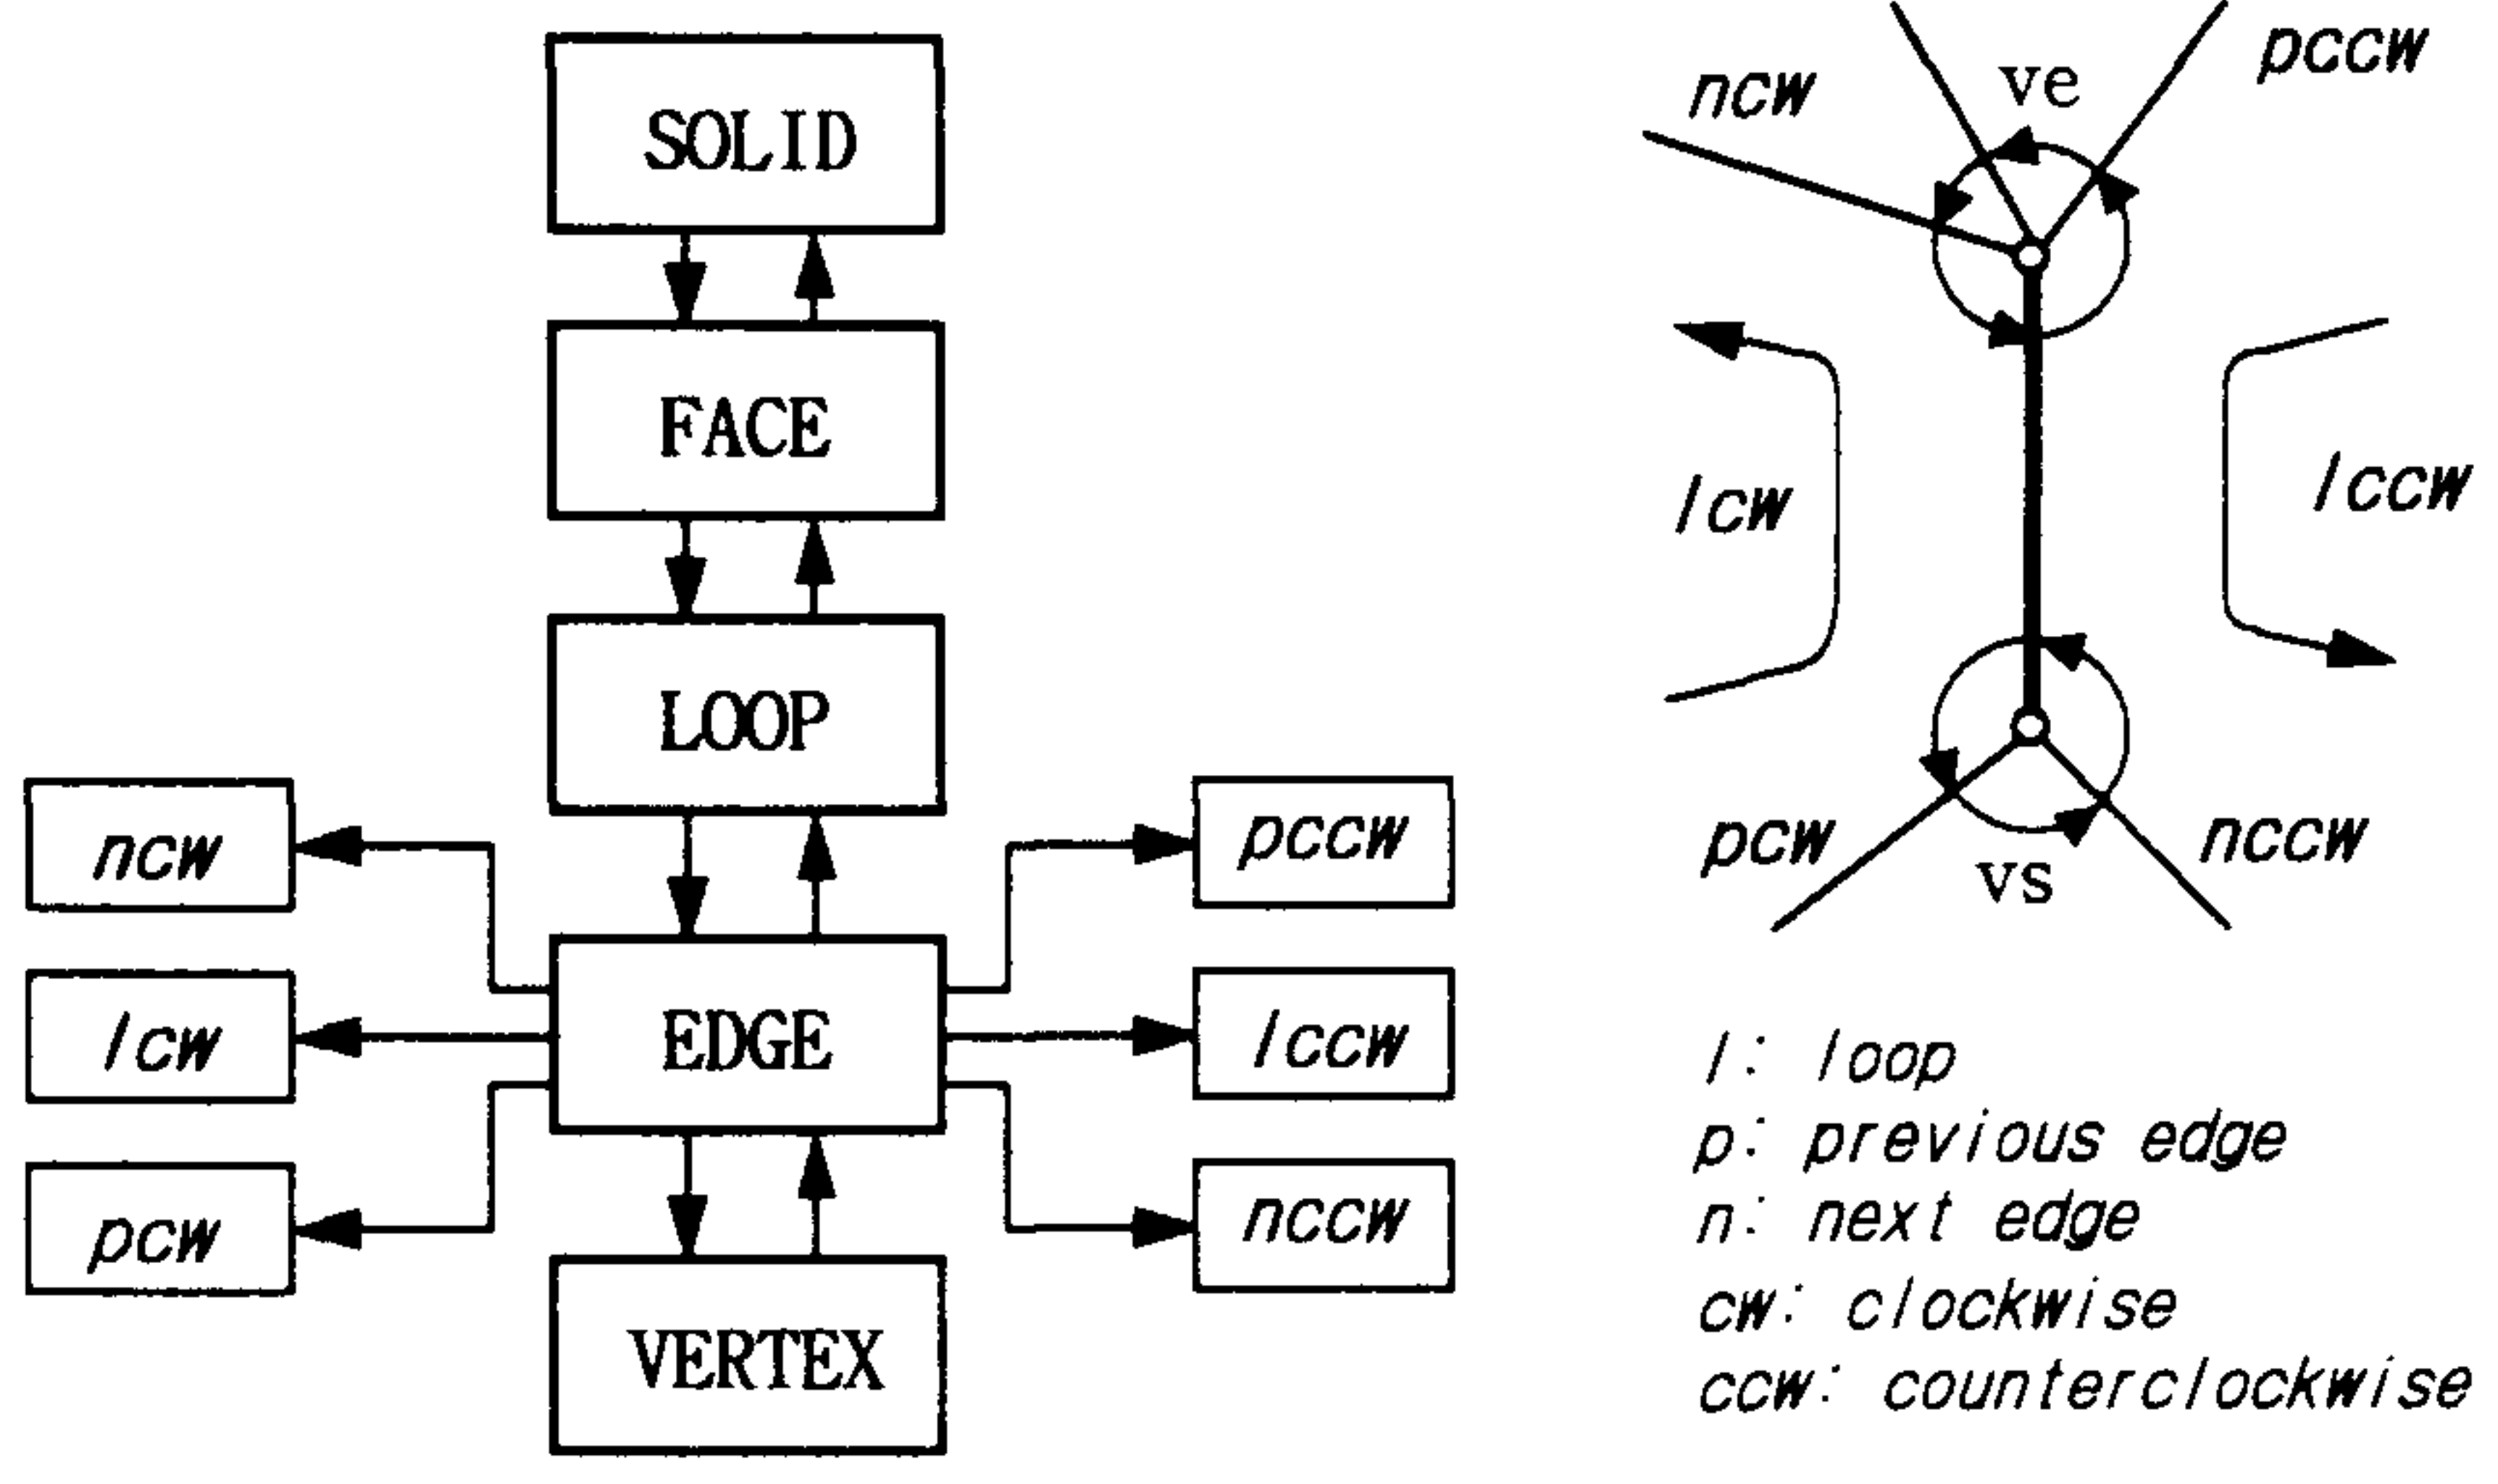 SOLID
FACE
LOOP
ncw
pccw
lcw
EDGE
lccw
pcw
nccw
VERTEX
ncw
ve
pccw
lcw
lccw
pcw
vs
nccw
l: loop
p: previous edge
n: next edge
cw: clockwise
ccw: counterclockwise